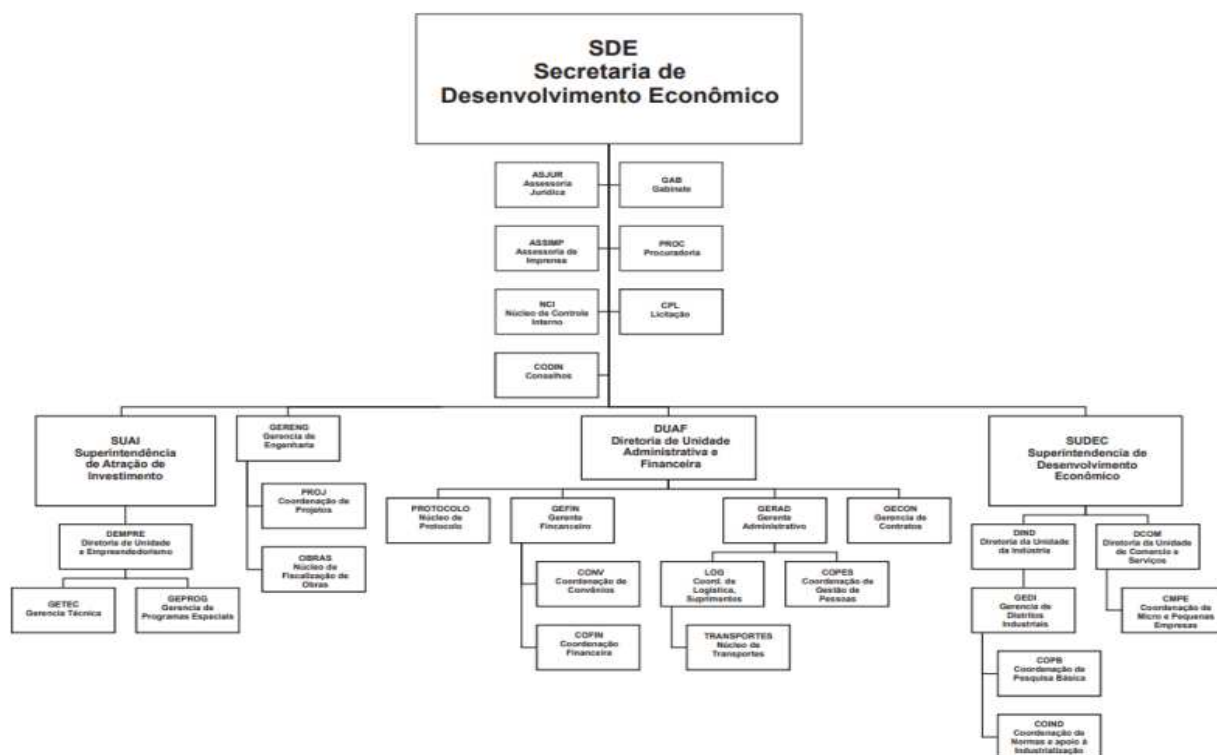 SDE
Secretaria de
Desenvolvimento Econômico
ASJUR
Assessoria
Jurídica
GAB
Gabinete
ASSIMP
Assessoria de
Imprensa
PROC
Procuradoria
NCI
Núcleo de Controle
Interno
CPL
Licitação
CODIN
Conselhos
SUAI
Superintendência
de Atração de
Investimento
GERENG
Gerencia de
Engenharia
DUAF
Diretoria de Unidade
Administrativa e
Financeira
SUDEC
Superintendencia de
Desenvolvimento
Econômico
PROJ
Coordenação de
Projetos
OBRAS
Núcleo de
Fiscalização de
Obras
DEMPRE
Diretoria de Unidade
e Empreendedorismo
GETEC
Gerencia Técnica
GEPROG
Gerencia de
Programas Especiais
PROTOCOLO
Núcleo de
Protocolo
GEFIN
Gerente
Fincanceiro
GERAD
Gerente
Administrativo
GECON
Gerencia de
Contratos
CONV
Coordenação de
Convênios
COFIN
Coordenação
Financeira
LOG
Coord. de
Logística,
Suprimentos
COPES
Coordenação de
Gestão de
Pessoas
TRANSPORTES
Núcleo de
Transportes
DIND
Diretoria da Unidade
da Indústria
DCOM
Diretoria da Unidade
de Comercio e
Serviços
GEDI
Gerencia de
Distritos
Industriais
CMPE
Coordenação de
Micro e Pequenas
Empresas
COPB
Coordenação de
Pesquisa Básica
COIND
Coordenação de
Normas e apoio à
Industrialização